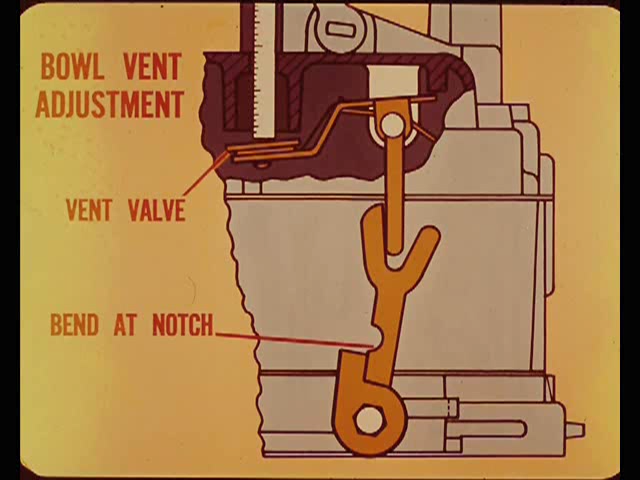 BOWL VENT
ADJUSTMENT
VENT VALVE
BEND AT NOTCH